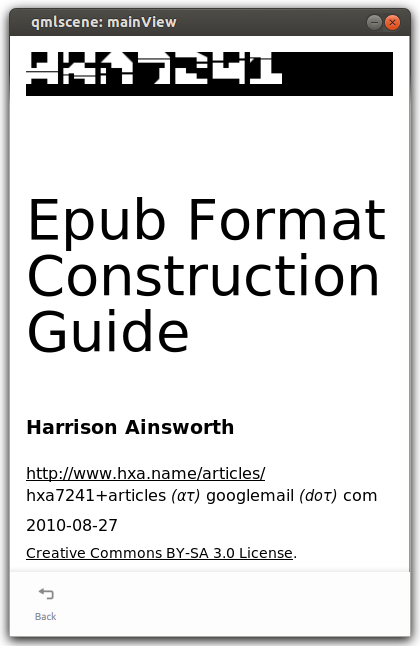 qmlscene: mainView
Epub Format
Construction
Guide
Harrison Ainsworth
http://www.hxa.name/articles/
hxa7241+articles (ατ) googlemail (doτ) com
2010-08-27
Creative Commons BY-SA 3.0 License.
Back